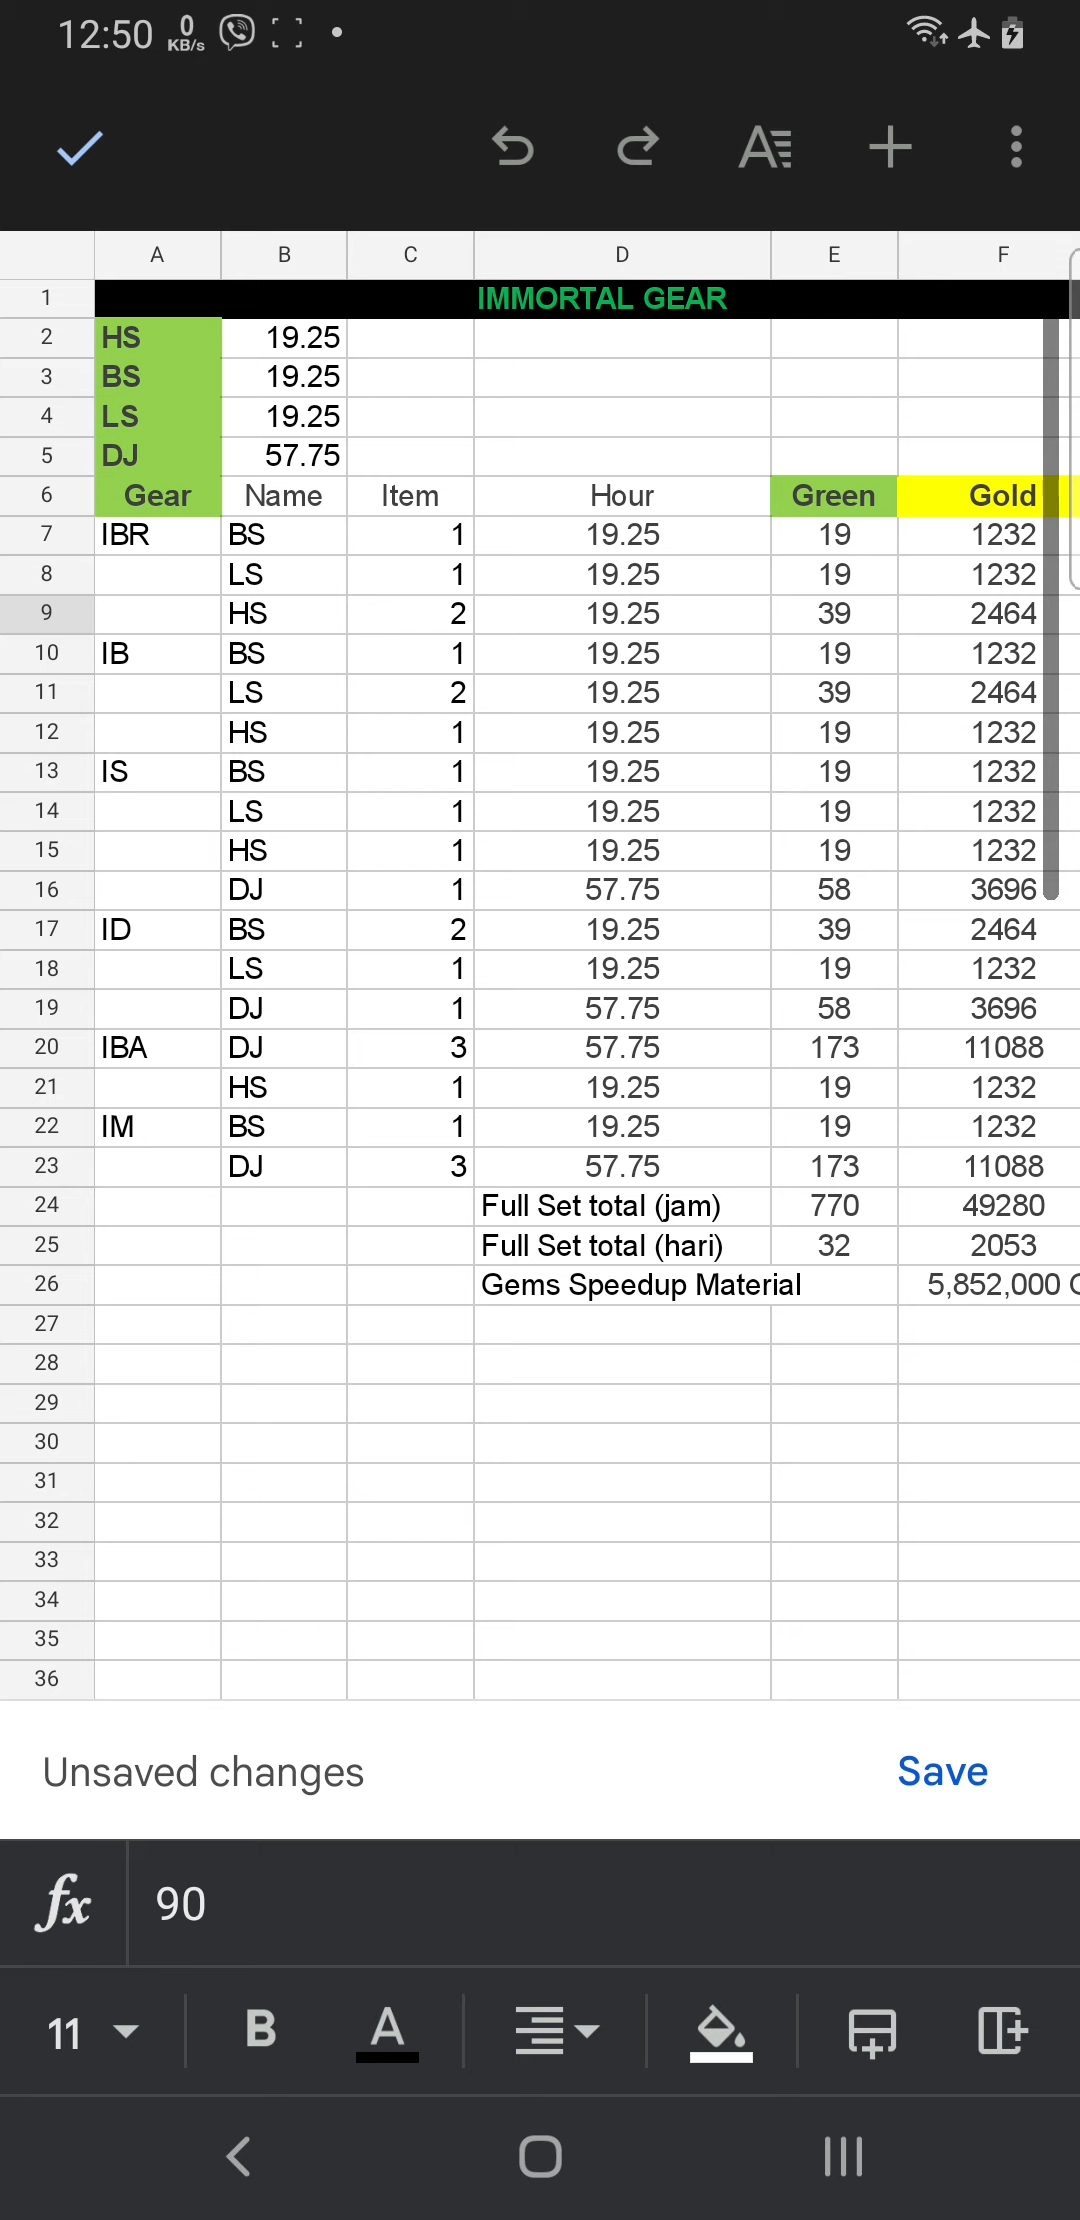 12:50 0 KB/s
A B C D E F
1 IMMORTAL GEAR
2 HS 19.25
3 BS 19.25
4 LS 19.25
5 DJ 57.75
6 Gear Name Item Hour Green Gold
7 IBR BS 1 19.25 19 1232
8 LS 1 19.25 19 1232
9 HS 2 19.25 39 2464
10 IB BS 1 19.25 19 1232
11 LS 2 19.25 39 2464
12 HS 1 19.25 19 1232
13 IS BS 1 19.25 19 1232
14 LS 1 19.25 19 1232
15 HS 1 19.25 19 1232
16 DJ 1 57.75 58 3696
17 ID BS 2 19.25 39 2464
18 LS 1 19.25 19 1232
19 DJ 1 57.75 58 3696
20 IBA DJ 3 57.75 173 11088
21 HS 1 19.25 19 1232
22 IM BS 1 19.25 19 1232
23 DJ 3 57.75 173 11088
24 Full Set total (jam) 770 49280
25 Full Set total (hari) 32 2053
26 Gems Speedup Material 5,852,000
27
28
29
30
31
32
33
34
35
36
Unsaved changes Save
fx 90
11 B A